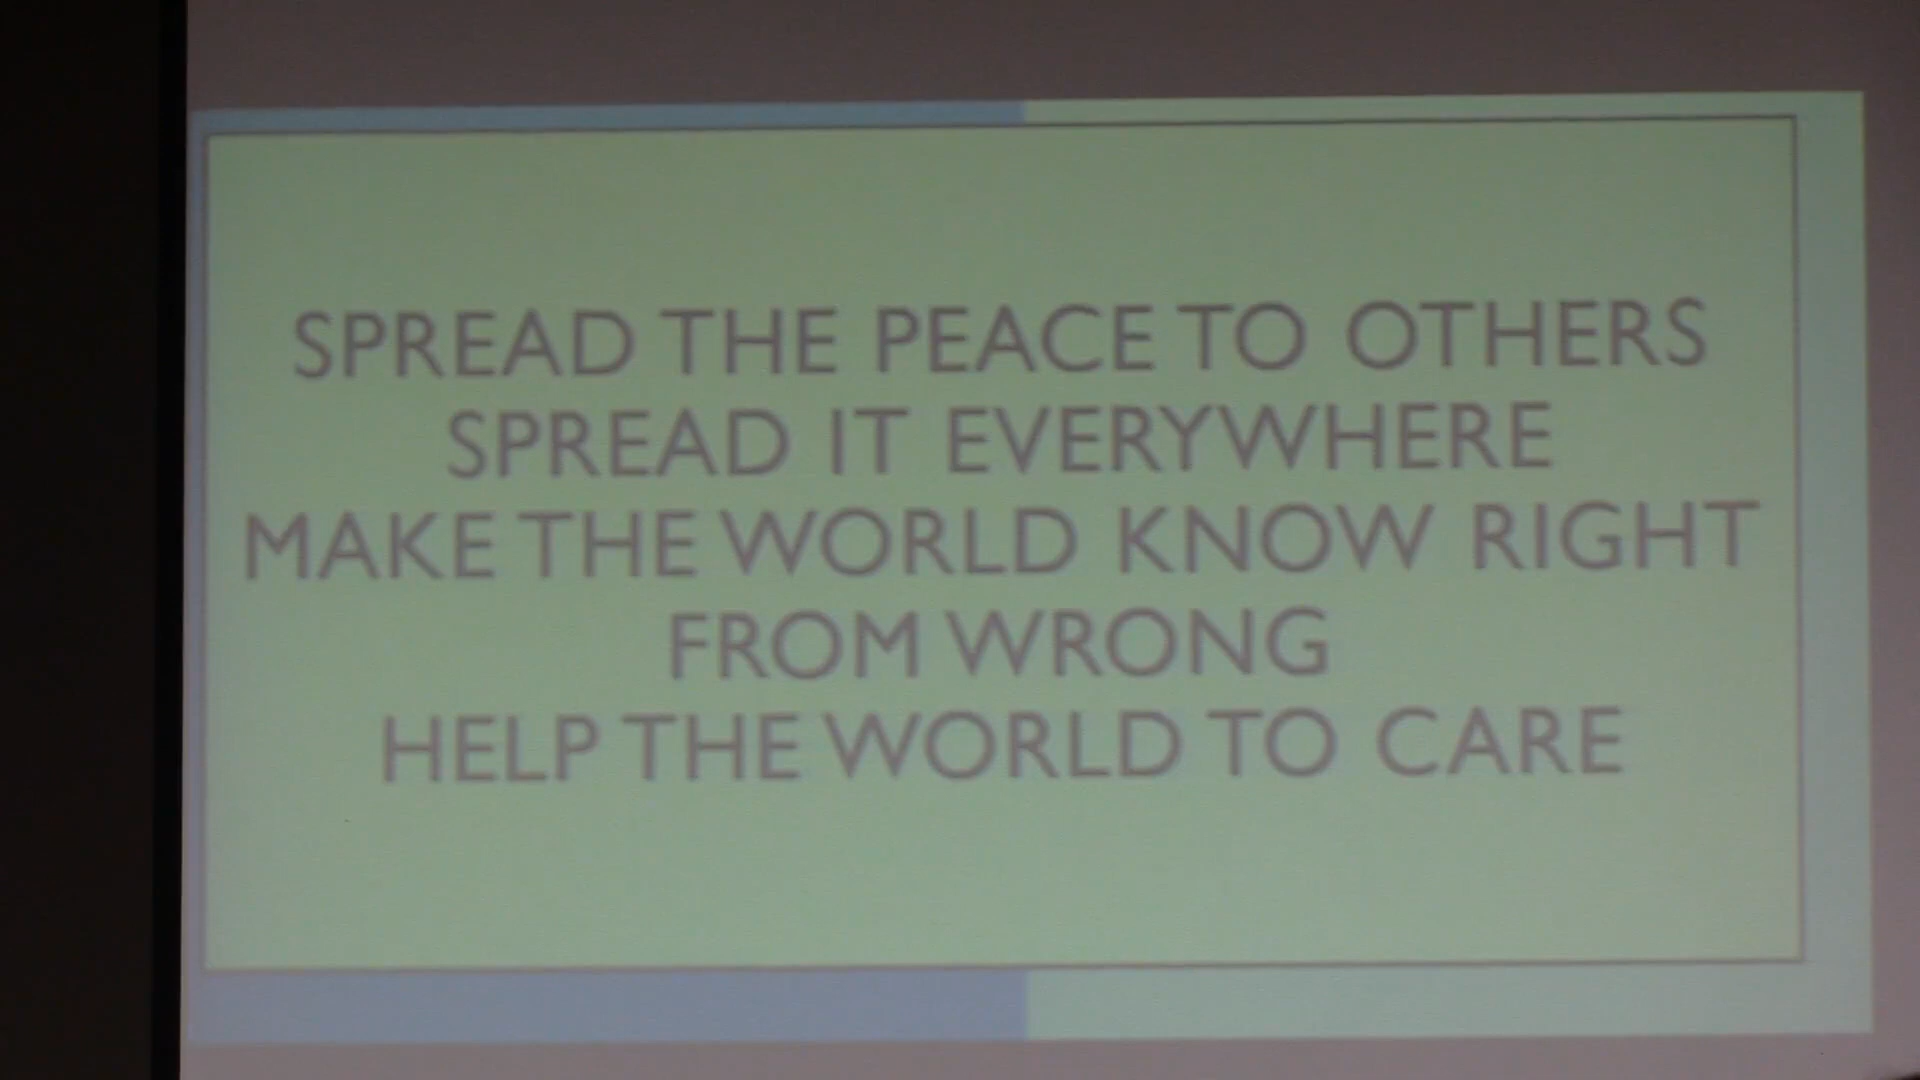 SPREAD THE PEACE TO OTHERS
SPREAD IT EVERYWHERE
MAKE THE WORLD KNOW RIGHT
FROM WRONG
HELP THE WORLD TO CARE